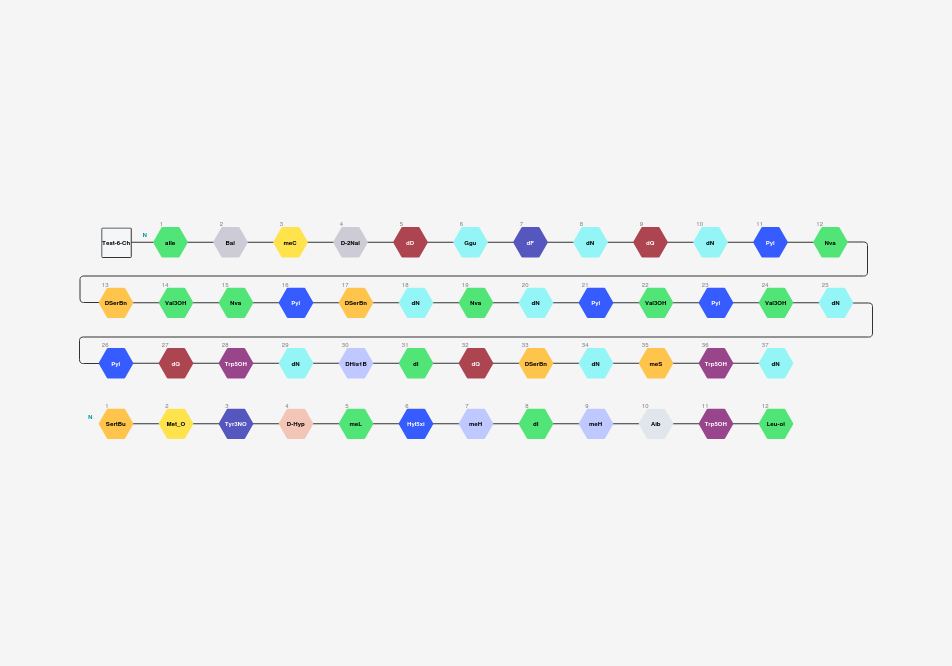 1 2 3 4 5 6 7 8 9 10 11 12
Test-6-Ch N aIle Bal meC D-2Nal dD Ggu dF dN dQ dN Pyl Nva
13 14 15 16 17 18 19 20 21 22 23 24 25
DSerBn Val3OH Nva Pyl DSerBn dN Nva dN Pyl Val3OH Pyl Val3OH dN
26 27 28 29 30 31 32 33 34 35 36 37
Pyl dQ Trp5OH dN DHis1B dI dQ DSerBn dN meS Trp5OH dN
1 2 3 4 5 6 7 8 9 10 11 12
N SertBu Met_O Tyr3NO D-Hyp meL Hyl5xi meH dI meH Aib Trp5OH Leu-ol